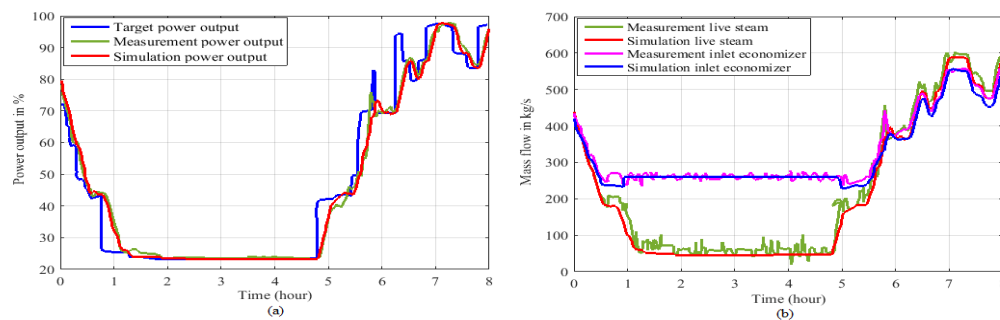 Target power output
Measurement power output
Simulation power output
Power output in %
100
90
80
70
60
50
40
30
20
0 1 2 3 4 5 6 7 8
Time (hour)
(a)
Measurement live steam
Simulation live steam
Measurement inlet economizer
Simulation inlet economizer
Mass flow in kg/s
700
600
500
400
300
200
100
0
0 1 2 3 4 5 6 7 8
Time (hour)
(b)